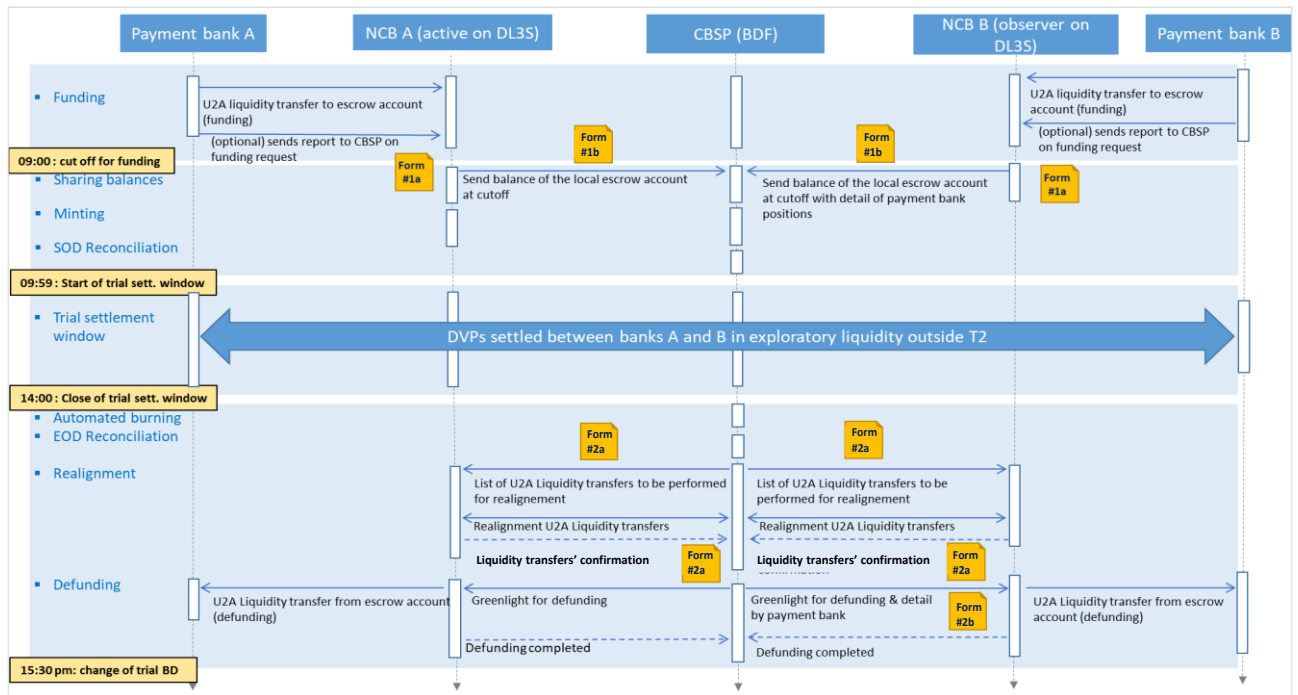 Payment bank A
NCB A (active on DL3S)
CBSP (BDF)
NCB B (observer on
DL3S)
Payment bank B
▪ Funding
U2A liquidity transfer to escrow account
(funding)
(optional) sends report to CBSP on
funding request
U2A liquidity transfer to escrow
account (funding)
(optional) sends report to CBSP
on funding request
09:00 : cut off for funding
Form
#1a
Form
#1b
Form
#1b
Form
#1a
▪ Sharing balances
Send balance of the local escrow account
at cutoff
Send balance of the local escrow account
at cutoff with detail of payment bank
positions
▪ Minting
▪ SOD Reconciliation
09:59 : Start of trial sett. window
▪ Trial settlement
window
DVPs settled between banks A and B in exploratory liquidity outside T2
14:00 : Close of trial sett. window
▪ Automated burning
▪ EOD Reconciliation
Form
#2a
Form
#2a
▪ Realignment
List of U2A Liquidity transfers to be performed
for realignement
List of U2A Liquidity transfers to be
performed for realignement
Realignment U2A Liquidity transfers
Realignment U2A Liquidity transfers
Liquidity transfers' confirmation
Form
#2a
Liquidity transfers' confirmation
Form
#2a
▪ Defunding
U2A Liquidity transfer from escrow account
(defunding)
Greenlight for defunding
Greenlight for defunding & detail
by payment bank
Form
#2b
U2A Liquidity transfer from escrow
account (defunding)
Defunding completed
Defunding completed
15:30 pm: change of trial BD